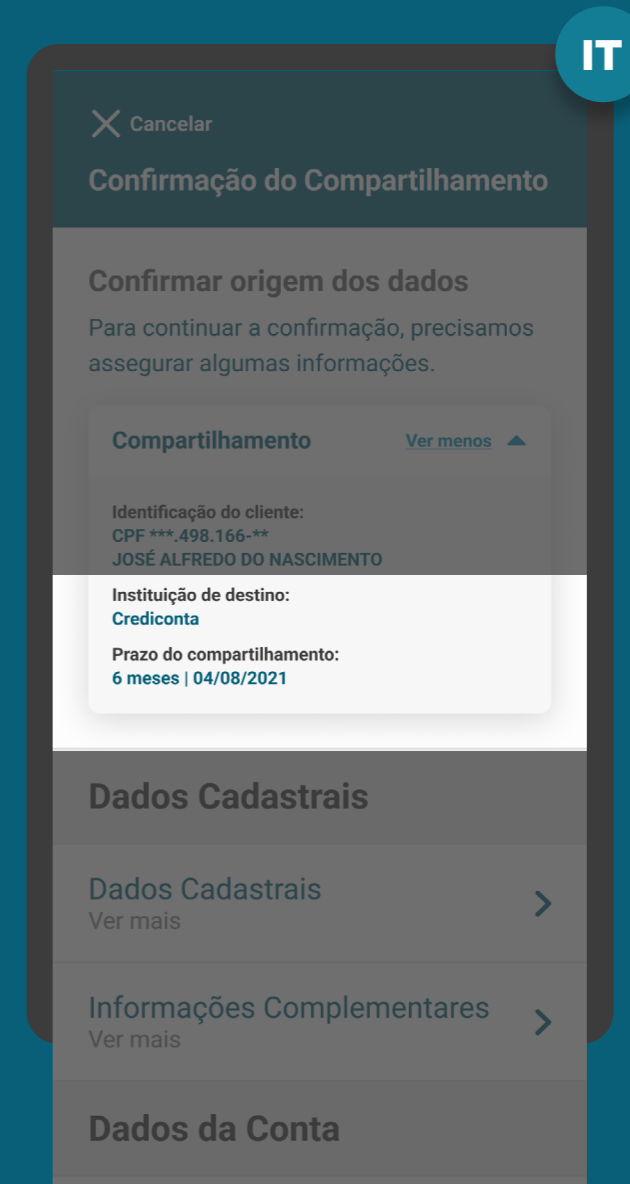 IT
Cancelar
Confirmação do Compartilhamento
Confirmar origem dos dados
Para continuar a confirmação, precisamos
assegurar algumas informações.
Compartilhamento Ver menos
Identificação do cliente:
CPF ***.498.166-**
JOSÉ ALFREDO DO NASCIMENTO
Instituição de destino:
Crediconta
Prazo do compartilhamento:
6 meses | 04/08/2021
Dados Cadastrais
Dados Cadastrais
Ver mais
Informações Complementares
Ver mais
Dados da Conta